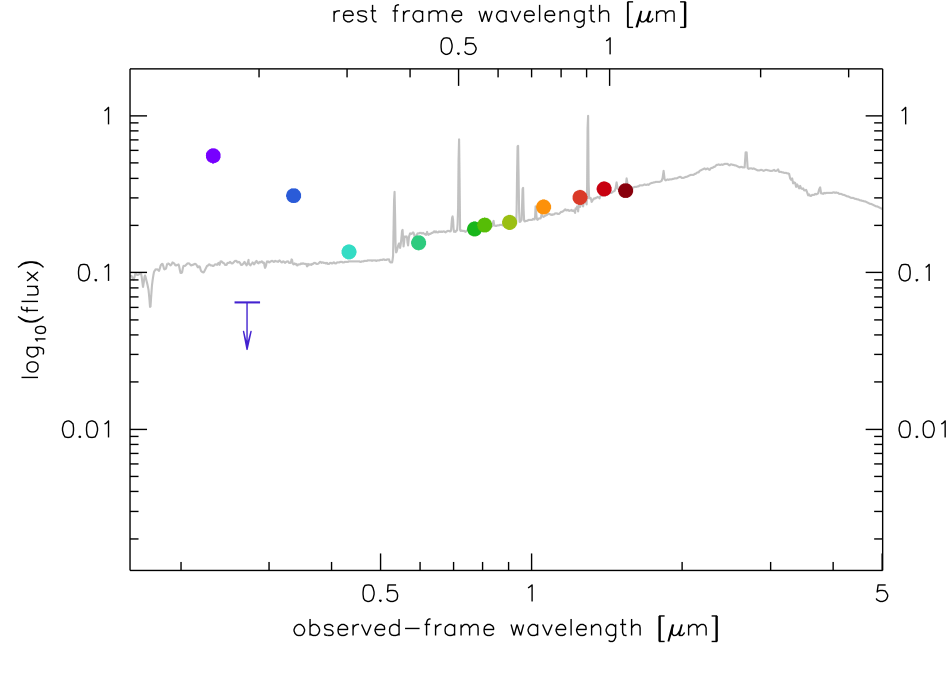 rest frame wavelength [μm]
0.5 1
1 1
0.1 0.1
log10(flux)
0.01 0.01
0.5 1 5
observed-frame wavelength [μm]